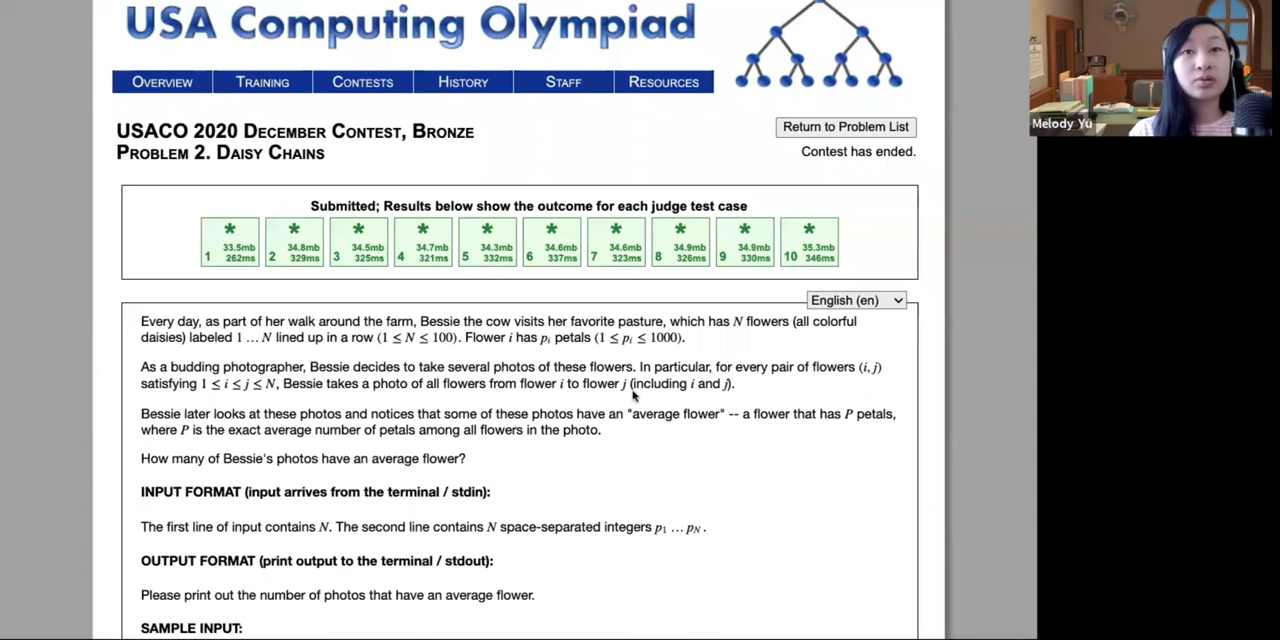 USA Computing Olympiad
OVERVIEW TRAINING CONTESTS HISTORY STAFF RESOURCES
Melody Yu
USACO 2020 DECEMBER CONTEST, BRONZE
PROBLEM 2. DAISY CHAINS
Return to Problem List
Contest has ended.
Submitted; Results below show the outcome for each judge test case
* * * * * * * * * *
33.5mb 34.8mb 34.5mb 34.7mb 34.3mb 34.6mb 34.6mb 34.9mb 34.9mb 35.3mb
1 262ms 2 329ms 3 325ms 4 321ms 5 332ms 6 337ms 7 323ms 8 326ms 9 330ms 10 346ms
English (en)
Every day, as part of her walk around the farm, Bessie the cow visits her favorite pasture, which has N flowers (all colorful
daisies) labeled 1 … N lined up in a row (1 ≤ N ≤ 100). Flower i has pᵢ petals (1 ≤ pᵢ ≤ 1000).
As a budding photographer, Bessie decides to take several photos of these flowers. In particular, for every pair of flowers (i, j)
satisfying 1 ≤ i ≤ j ≤ N, Bessie takes a photo of all flowers from flower i to flower j (including i and j).
Bessie later looks at these photos and notices that some of these photos have an "average flower" -- a flower that has P petals,
where P is the exact average number of petals among all flowers in the photo.
How many of Bessie's photos have an average flower?
INPUT FORMAT (input arrives from the terminal / stdin):
The first line of input contains N. The second line contains N space-separated integers p₁ … p_N.
OUTPUT FORMAT (print output to the terminal / stdout):
Please print out the number of photos that have an average flower.
SAMPLE INPUT: